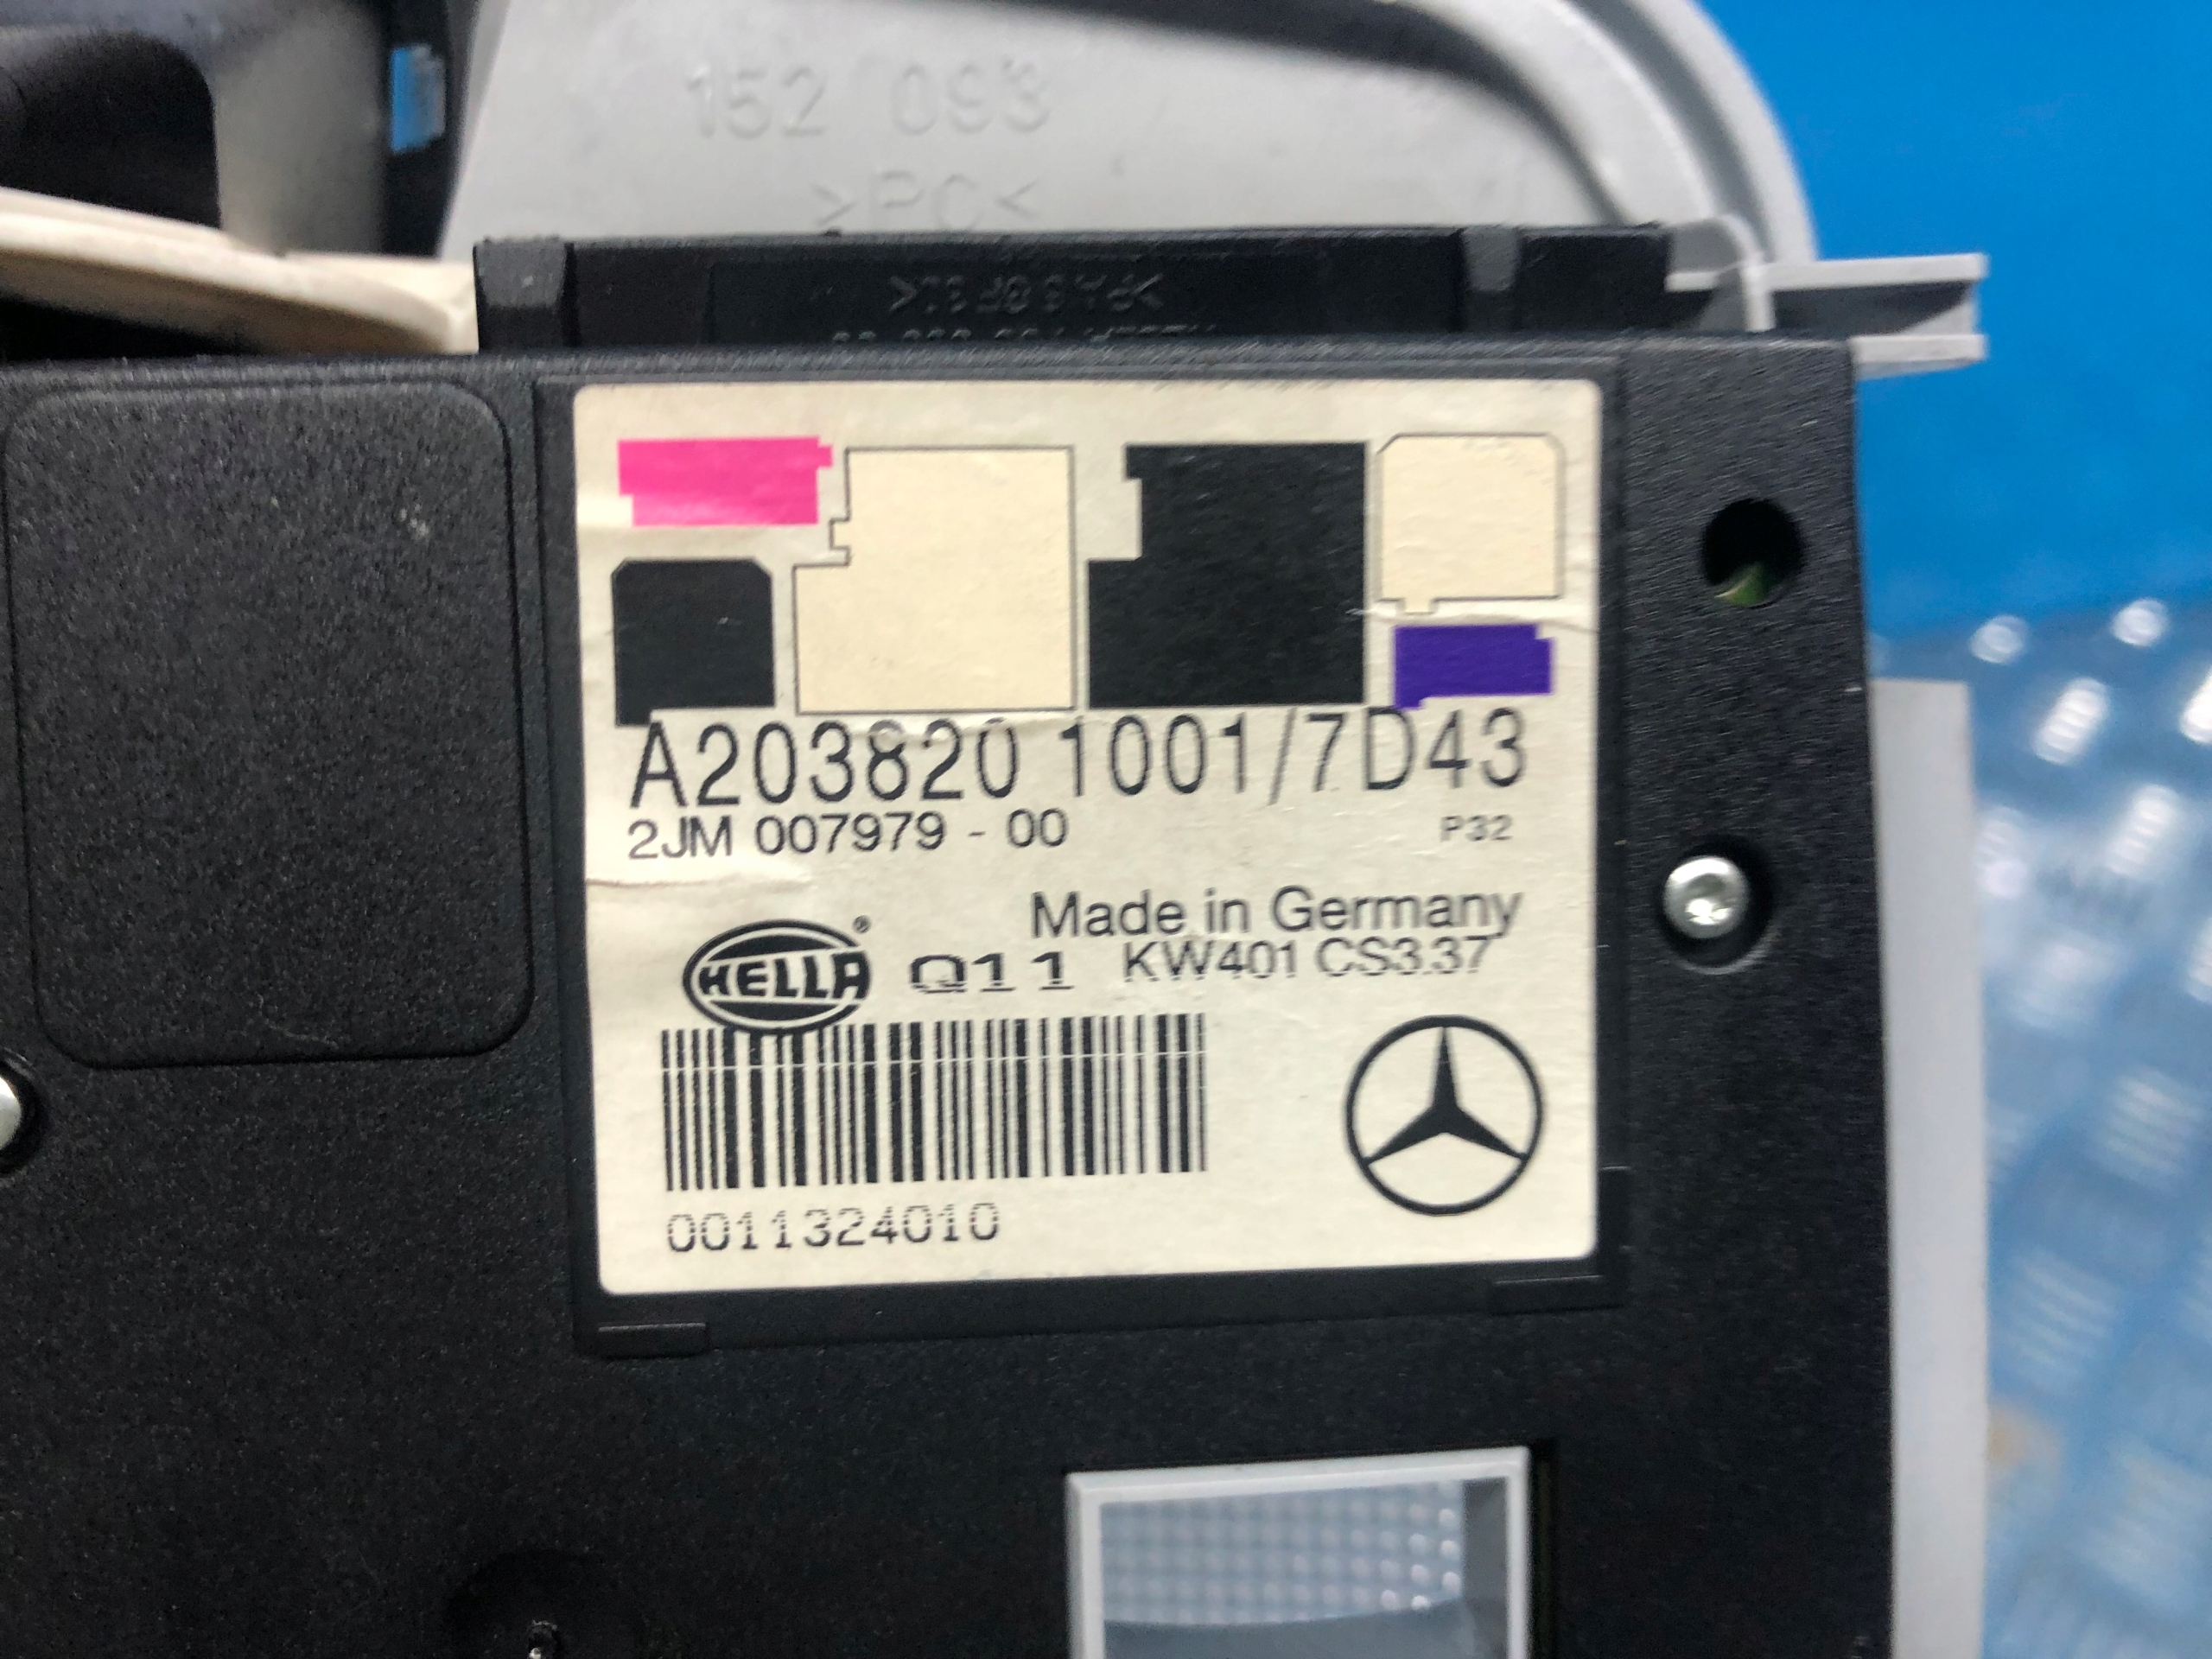 152 093
>PC<
A203820 1001/7D43
2JM 007979 - 00 P32
Made in Germany
HELLA® Q11 KW401 CS3.37
0011324010